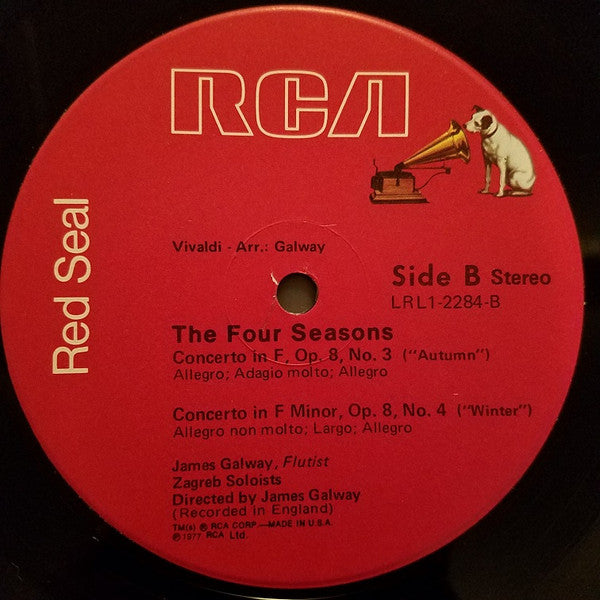 RCA
Red Seal
Vivaldi - Arr.: Galway
Side B Stereo
LRL1-2284-B
The Four Seasons
Concerto in F, Op. 8, No. 3 ("Autumn")
Allegro; Adagio molto; Allegro
Concerto in F Minor, Op. 8, No. 4 ("Winter")
Allegro non molto; Largo; Allegro
James Galway, Flutist
Zagreb Soloists
Directed by James Galway
(Recorded in England)
TM(s) ® RCA CORP.—MADE IN U.S.A.
℗ 1977 RCA Ltd.